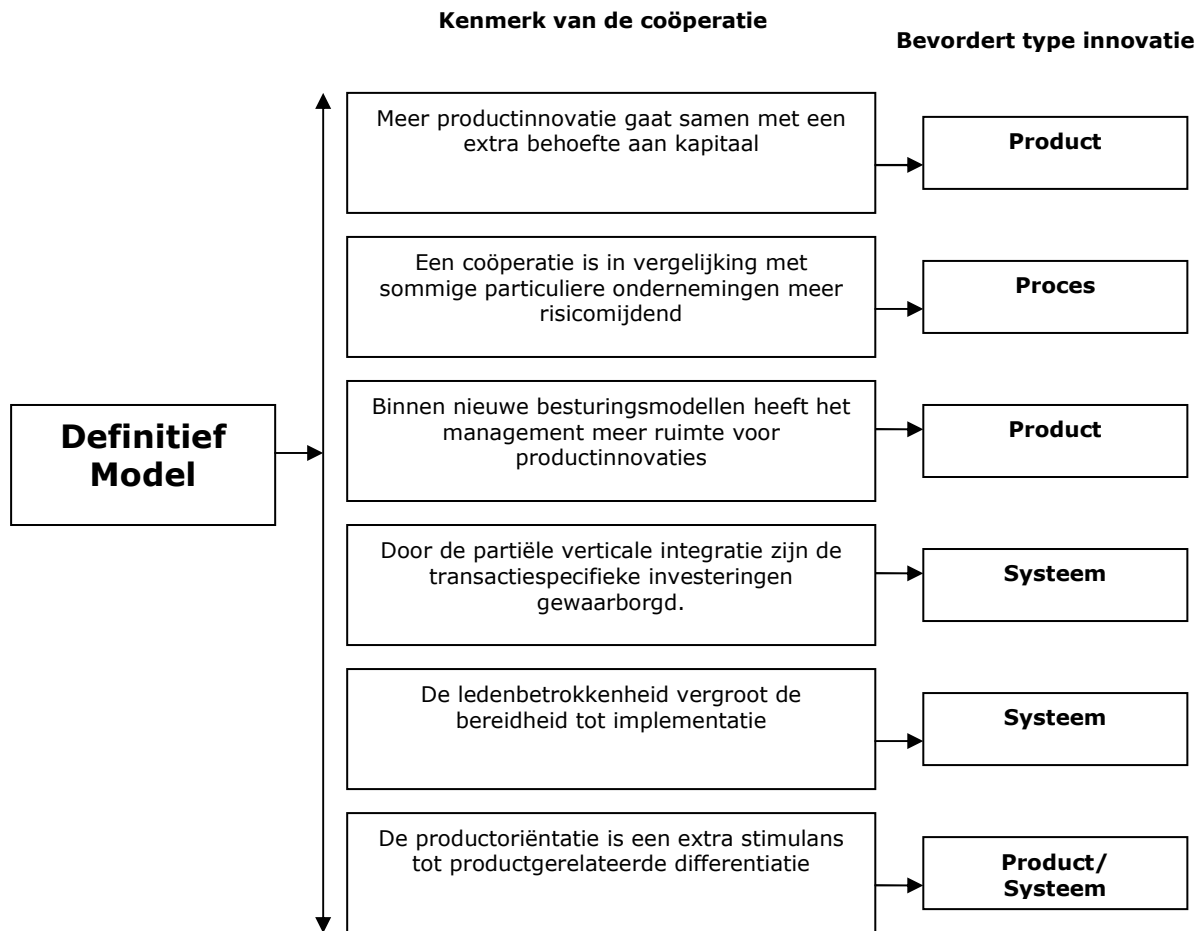 Kenmerk van de coöperatie
Bevordert type innovatie
Meer productinnovatie gaat samen met een
extra behoefte aan kapitaal
Product
Een coöperatie is in vergelijking met
sommige particuliere ondernemingen meer
risicomijdend
Proces
Definitief
Model
Binnen nieuwe besturingsmodellen heeft het
management meer ruimte voor
productinnovaties
Product
Door de partiële verticale integratie zijn de
transactiespecifieke investeringen
gewaarborgd.
Systeem
De ledenbetrokkenheid vergroot de
bereidheid tot implementatie
Systeem
De productoriëntatie is een extra stimulans
tot productgerelateerde differentiatie
Product/
Systeem